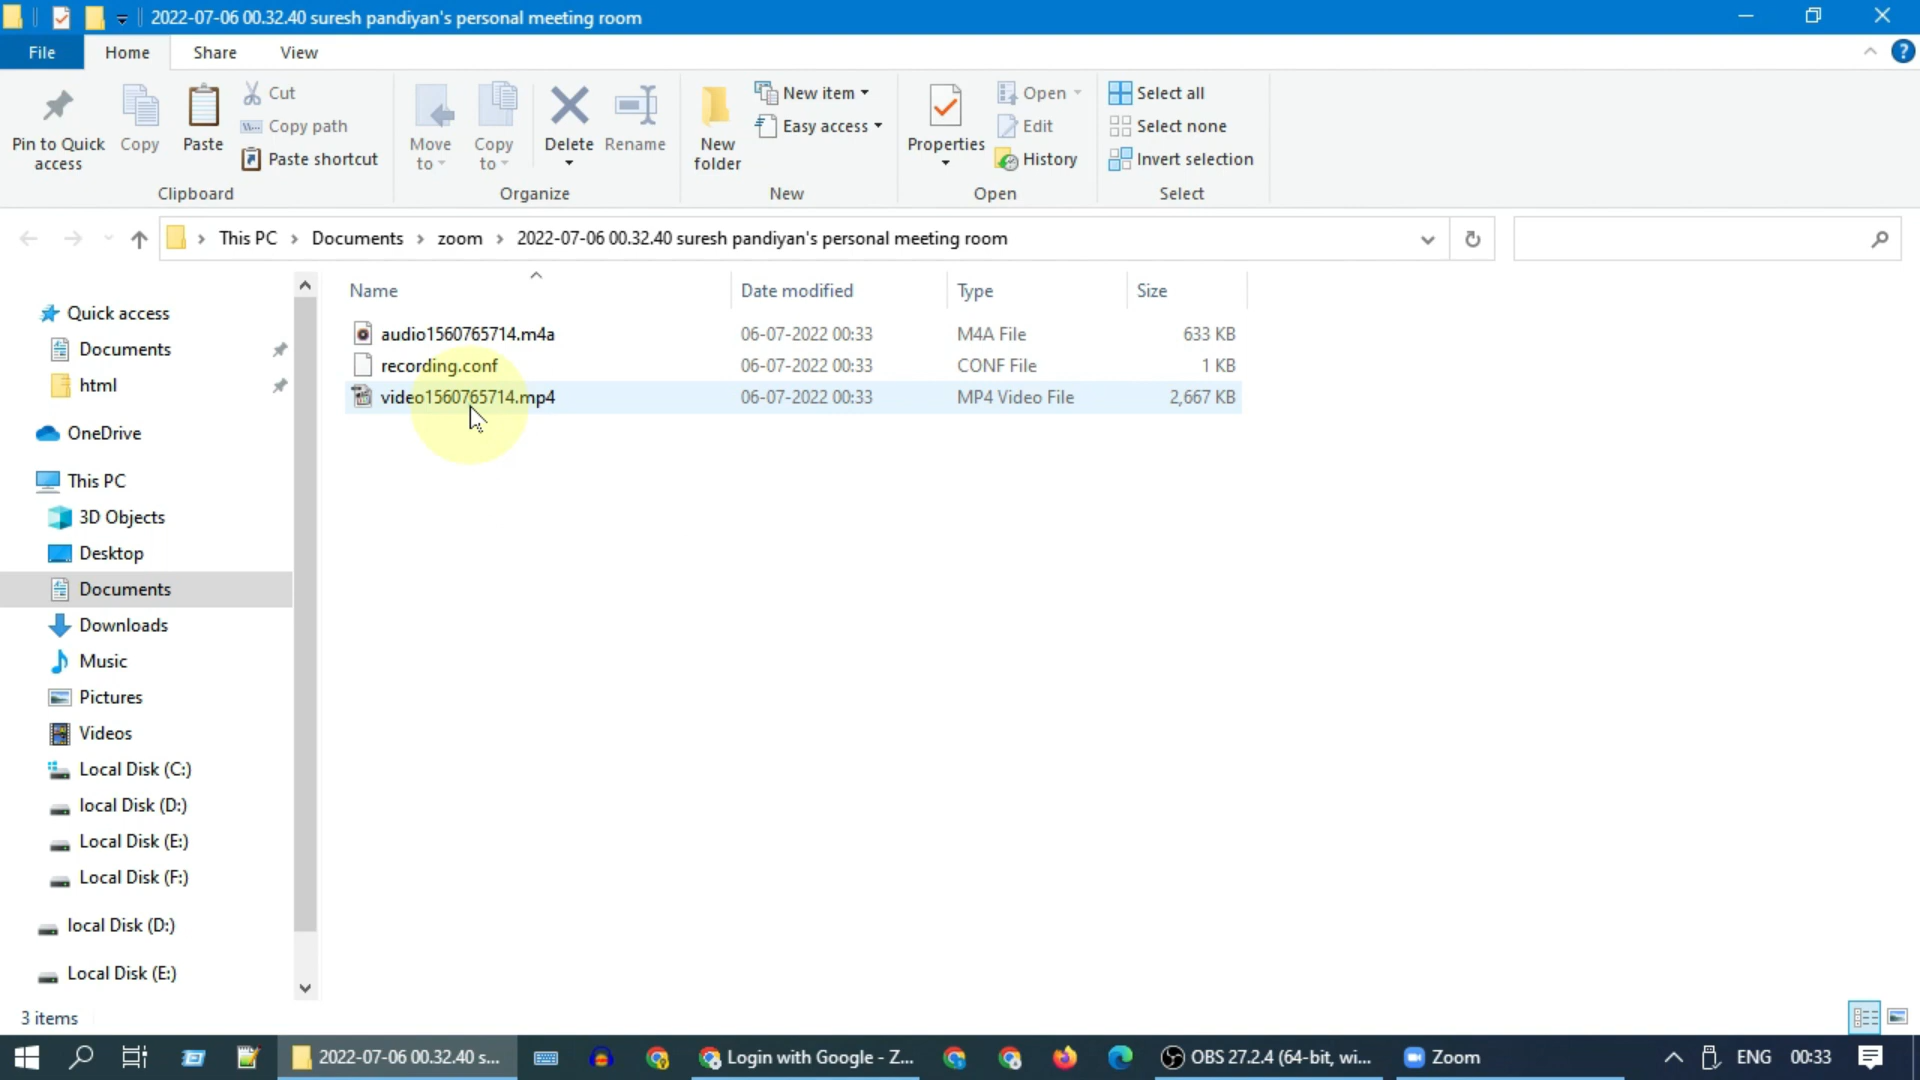 2022-07-06 00.32.40 suresh pandiyan's personal meeting room
File Home Share View
Pin to Quick access
Copy
Paste
Cut
Copy path
Paste shortcut
Clipboard
Move to
Copy to
Delete
Rename
Organize
New folder
New item
Easy access
New
Properties
Open
Edit
History
Open
Select all
Select none
Invert selection
Select
This PC > Documents > zoom > 2022-07-06 00.32.40 suresh pandiyan's personal meeting room
Name Date modified Type Size
audio1560765714.m4a 06-07-2022 00:33 M4A File 633 KB
recording.conf 06-07-2022 00:33 CONF File 1 KB
video1560765714.mp4 06-07-2022 00:33 MP4 Video File 2,667 KB
Quick access
Documents
html
OneDrive
This PC
3D Objects
Desktop
Documents
Downloads
Music
Pictures
Videos
Local Disk (C:)
local Disk (D:)
Local Disk (E:)
Local Disk (F:)
local Disk (D:)
Local Disk (E:)
3 items
2022-07-06 00.32.40 s... Login with Google - Z... OBS 27.2.4 (64-bit, wi... Zoom ENG 00:33